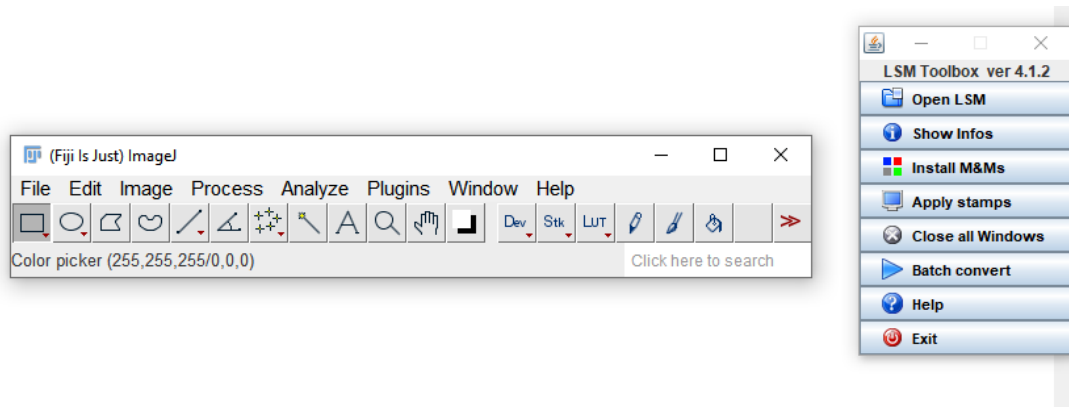 (Fiji Is Just) ImageJ
File Edit Image Process Analyze Plugins Window Help
A Dev Stk LUT
Color picker (255,255,255/0,0,0) Click here to search
LSM Toolbox ver 4.1.2
Open LSM
Show Infos
Install M&Ms
Apply stamps
Close all Windows
Batch convert
Help
Exit